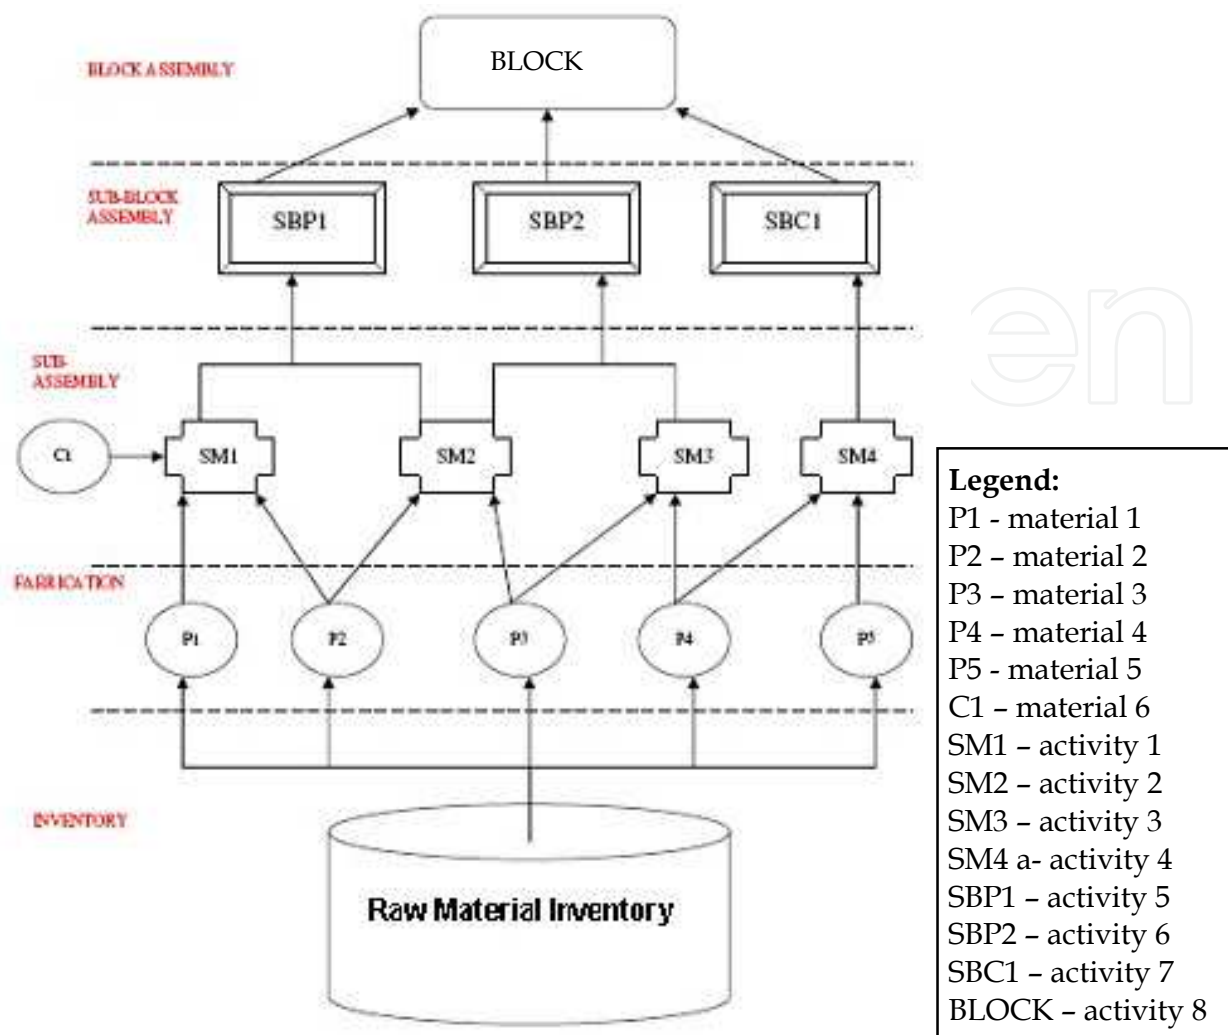 BLOCK
BLOCK ASSEMBLY
SUB-BLOCK
ASSEMBLY
SBP1
SBP2
SBC1
SUB-
ASSEMBLY
C1
SM1
SM2
SM3
SM4
FABRICATION
P1
P2
P3
P4
P5
INVENTORY
Raw Material Inventory
en
Legend:
P1 - material 1
P2 – material 2
P3 – material 3
P4 – material 4
P5 - material 5
C1 – material 6
SM1 – activity 1
SM2 – activity 2
SM3 – activity 3
SM4 a- activity 4
SBP1 – activity 5
SBP2 – activity 6
SBC1 – activity 7
BLOCK – activity 8